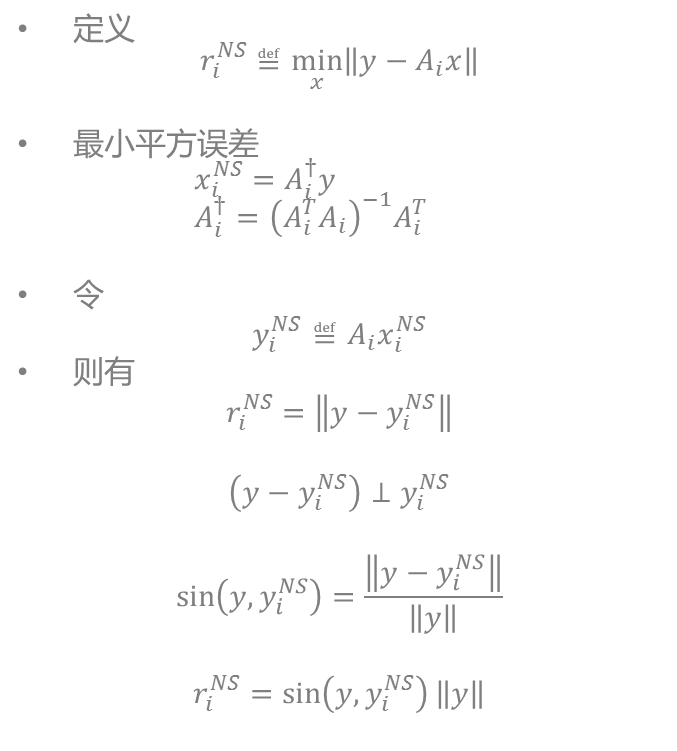 • 定义
r_i^{NS} ≝ min_x ‖y − A_i x‖
• 最小平方误差
x_i^{NS} = A_i^† y
A_i^† = (A_i^T A_i)^{−1} A_i^T
• 令
y_i^{NS} ≝ A_i x_i^{NS}
• 则有
r_i^{NS} = ‖y − y_i^{NS}‖
(y − y_i^{NS}) ⊥ y_i^{NS}
sin(y, y_i^{NS}) = ‖y − y_i^{NS}‖ / ‖y‖
r_i^{NS} = sin(y, y_i^{NS}) ‖y‖